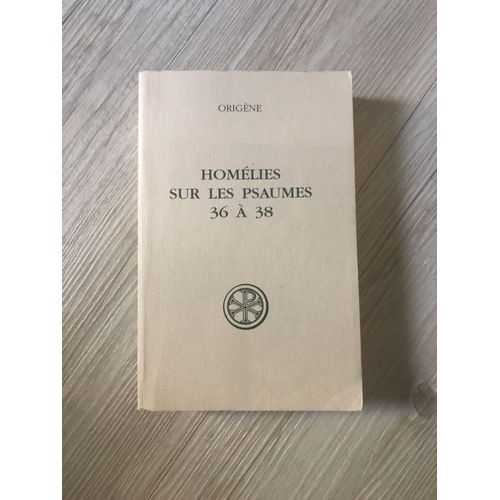 ORIGÈNE
HOMÉLIES
SUR LES PSAUMES
36 À 38